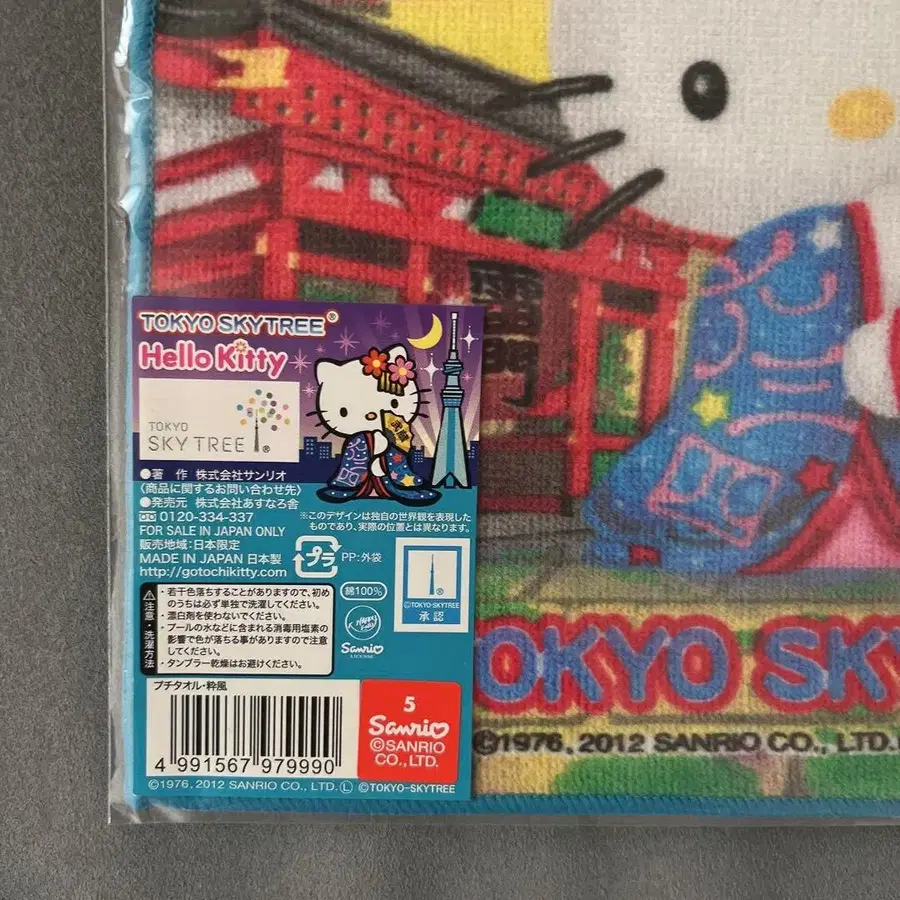 TOKYO SKYTREE®
Hello Kitty
TOKYO
SKY TREE®
●著 作 株式会社サンリオ
〈商品に関するお問い合わせ先〉
●発売元 株式会社あすなろ舎
0120-334-337
FOR SALE IN JAPAN ONLY
販売地域:日本限定
MADE IN JAPAN 日本製
http://gotochikitty.com
※このデザインは独自の世界観を表現した
ものであり、実際の位置とは異なります。
プラ
PP:外袋
®
©TOKYO-SKYTREE
承認
注意・洗濯方法
・若干色落ちすることがありますので、初め
のうちは必ず単独で洗濯してください。
・漂白剤を使わないでください。
・プールの水などに含まれる消毒用塩素の
影響で色が落ちる事がありますので注意
してください。
・タンブラー乾燥はお避けください。
綿100%
Sanrio
プチタオル・粋風
4 991567 979990
5
Sanrio
©SANRIO
CO., LTD.
©1976, 2012 SANRIO CO., LTD. Ⓛ ©TOKYO-SKYTREE
TOKYO SKY
©1976, 2012 SANRIO CO., LTD.